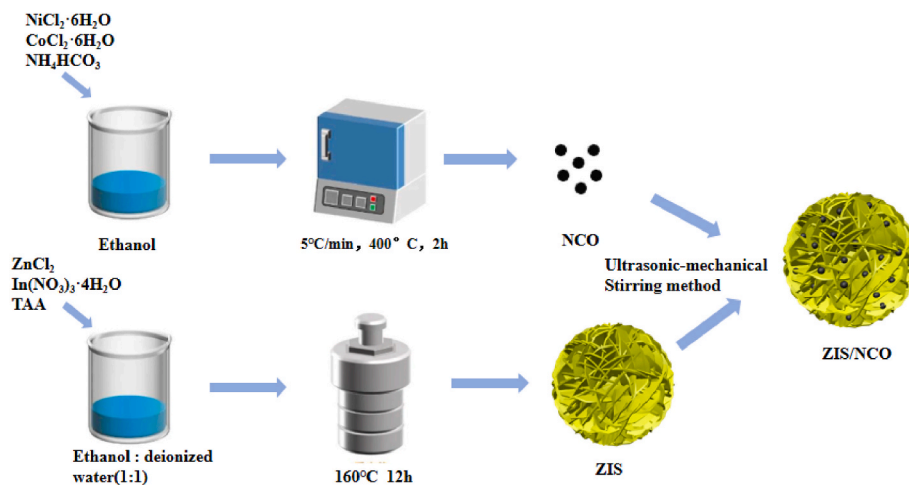 NiCl₂·6H₂O
CoCl₂·6H₂O
NH₄HCO₃
Ethanol
5℃/min, 400° C, 2h
NCO
ZnCl₂
In(NO₃)₃·4H₂O
TAA
Ultrasonic-mechanical
Stirring method
ZIS/NCO
Ethanol : deionized
water(1:1)
160℃ 12h
ZIS